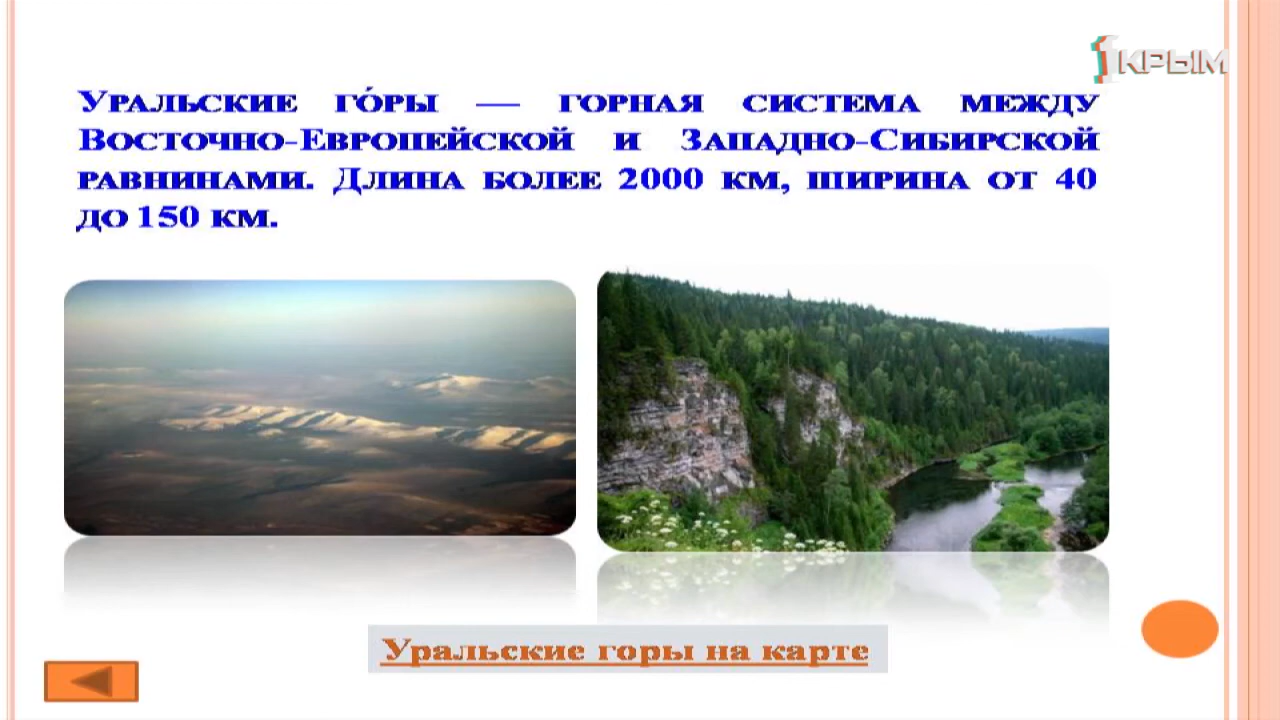 1КРЫМ
Уральские го́ры — горная система между
Восточно-Европейской и Западно-Сибирской
равнинами. Длина более 2000 км, ширина от 40
до 150 км.
Уральские горы на карте